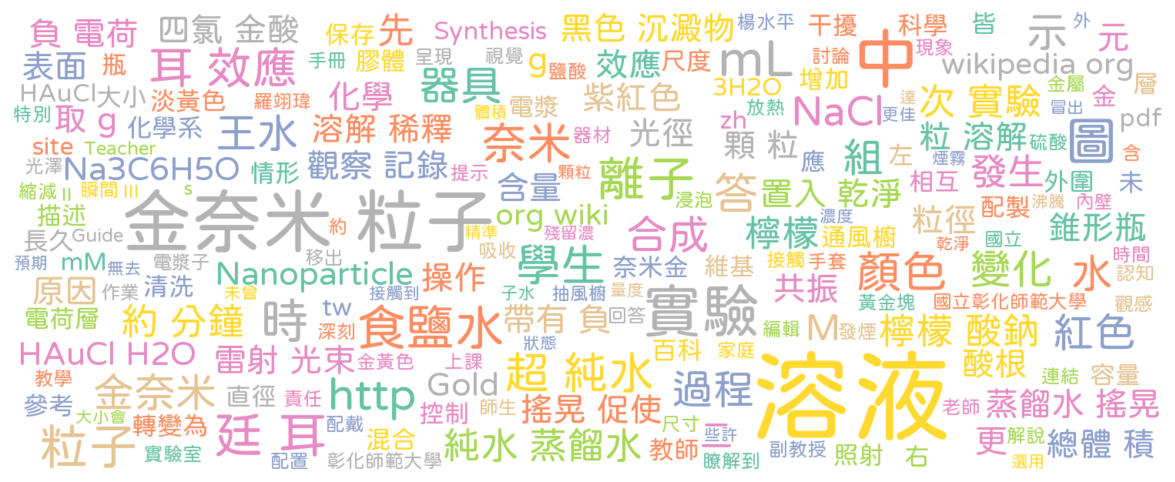 負 電荷 四氯 金酸 保存 先 Synthesis 黑色 沉澱物 楊水平 干擾 科學 皆 示 外 元
表面 瓶 耳 效應 手冊 膠體 呈現 視覺 g 鹽酸 效應 尺度 mL 討論 中 現象 wikipedia org
HAuCl 大小 淡黃色 羅翊瑋 化學 器具 體積 電漿 紫紅色 3H2O 放熱 增加 NaCl 達 更佳 次 實驗 金屬 冒出 金 層
特別 取 g 化學系 王水 溶解 稀釋 奈米 器材 光徑 zh 顆 粒 粒 溶解 硫酸 圖 pdf
site Teacher 觀察 記錄 提示 顆粒 離子 應 組 左 煙霧 含
光澤 Na3C6H5O 情形 含量 浸泡 答 置入 乾淨 相互 發生 外圍 未
縮減 II 瞬間 III s 金奈米 粒子 約 org wiki 合成 檸檬 濃度 粒徑 配製 沸騰 內壁 錐形瓶
描述 長久 Guide 移出 精準 殘留濃 吸收 通風櫥 乾淨 國立
預期 mM 無去 電漿子 Nanoparticle 操作 學生 奈米金 維基 接觸 手套 共振 顏色 變化 水 時間 認知
原因 作業 清洗 未曾 接觸到 子水 抽風櫥 量度 實驗 黃金塊 國立彰化師範大學 觀感
電荷層 約 分鐘 時 tw 深刻 食鹽水 帶有 負 回答 編輯 M 發煙 檸檬 酸鈉 紅色
HAuCl H2O 雷射 光束 金黃色 上課 狀態 超 純水 百科 家庭 溶液 酸根 連結 容量
教學 參考 金奈米 直徑 責任 http Gold 師生 搖晃 促使 過程 老師 蒸餾水 搖晃
大小會 轉變為 廷 耳 配戴 控制 尺寸 二 些許 更 解說
粒子 實驗室 配置 混合 彰化師範大學 純水 蒸餾水 教師 瞭解到 副教授 照射 右 選用 總體 積